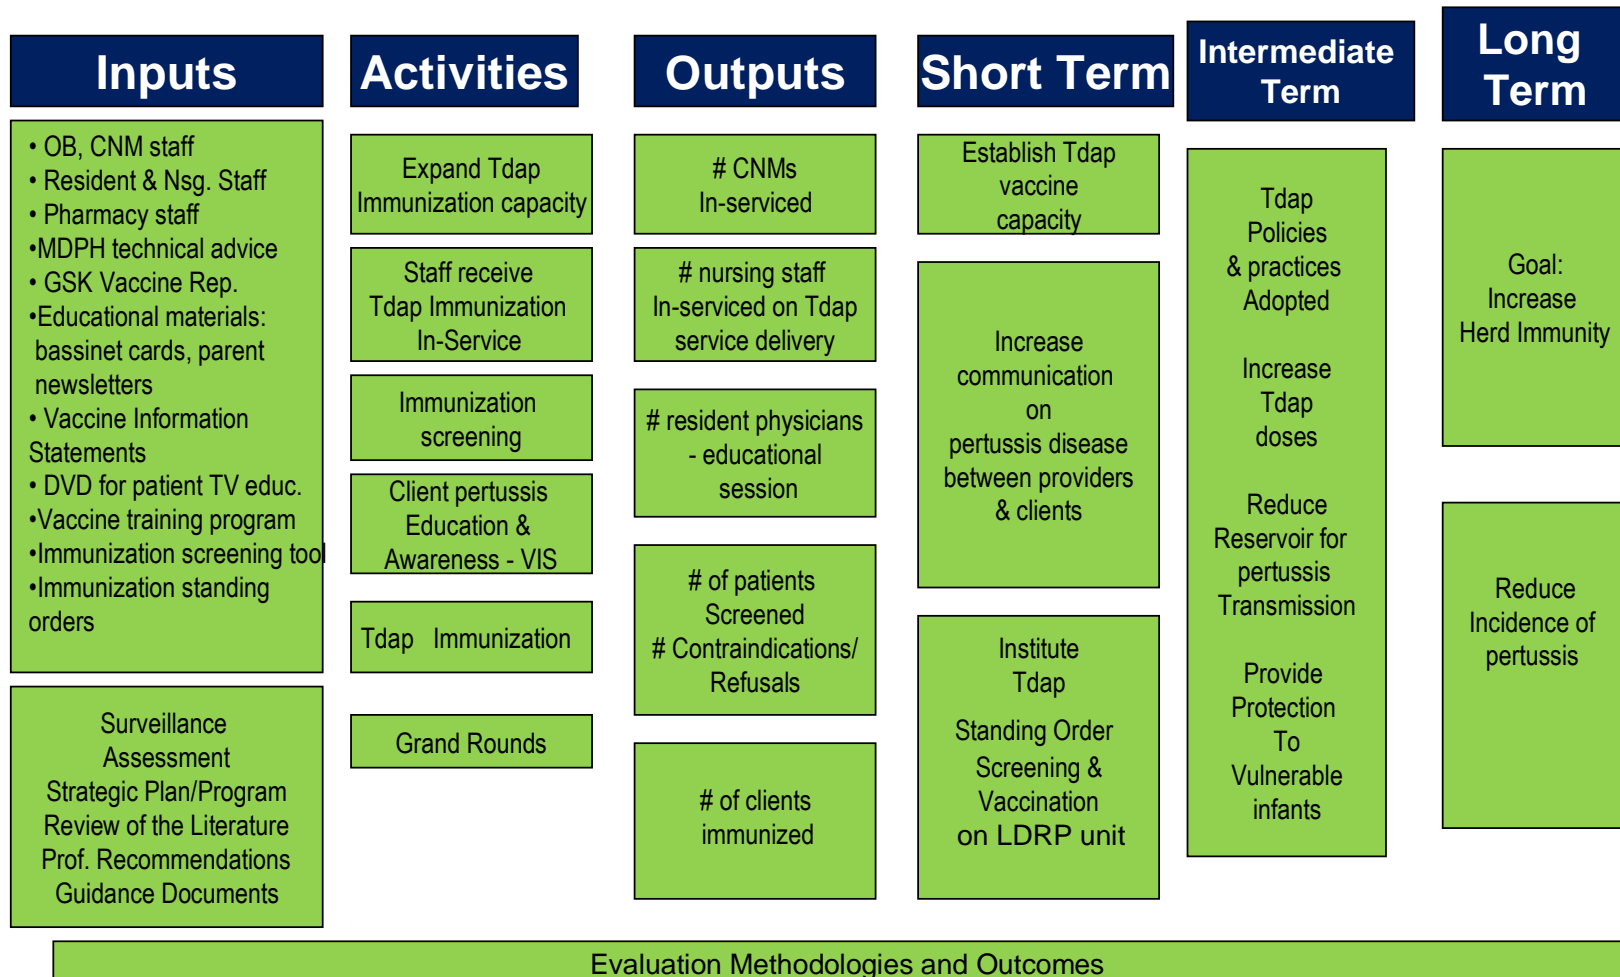 Inputs
• OB, CNM staff
• Resident & Nsg. Staff
• Pharmacy staff
•MDPH technical advice
• GSK Vaccine Rep.
•Educational materials:
bassinet cards, parent
newsletters
• Vaccine Information
Statements
• DVD for patient TV educ.
•Vaccine training program
•Immunization screening tool
•Immunization standing
orders
Surveillance
Assessment
Strategic Plan/Program
Review of the Literature
Prof. Recommendations
Guidance Documents
Activities
Expand Tdap
Immunization capacity
Staff receive
Tdap Immunization
In-Service
Immunization
screening
Client pertussis
Education &
Awareness - VIS
Tdap Immunization
Grand Rounds
Outputs
# CNMs
In-serviced
# nursing staff
In-serviced on Tdap
service delivery
# resident physicians
- educational
session
# of patients
Screened
# Contraindications/
Refusals
# of clients
immunized
Short Term
Establish Tdap
vaccine
capacity
Increase
communication
on
pertussis disease
between providers
& clients
Institute
Tdap
Standing Order
Screening &
Vaccination
on LDRP unit
Intermediate
Term
Tdap
Policies
& practices
Adopted
Increase
Tdap
doses
Reduce
Reservoir for
pertussis
Transmission
Provide
Protection
To
Vulnerable
infants
Long
Term
Goal:
Increase
Herd Immunity
Reduce
Incidence of
pertussis
Evaluation Methodologies and Outcomes